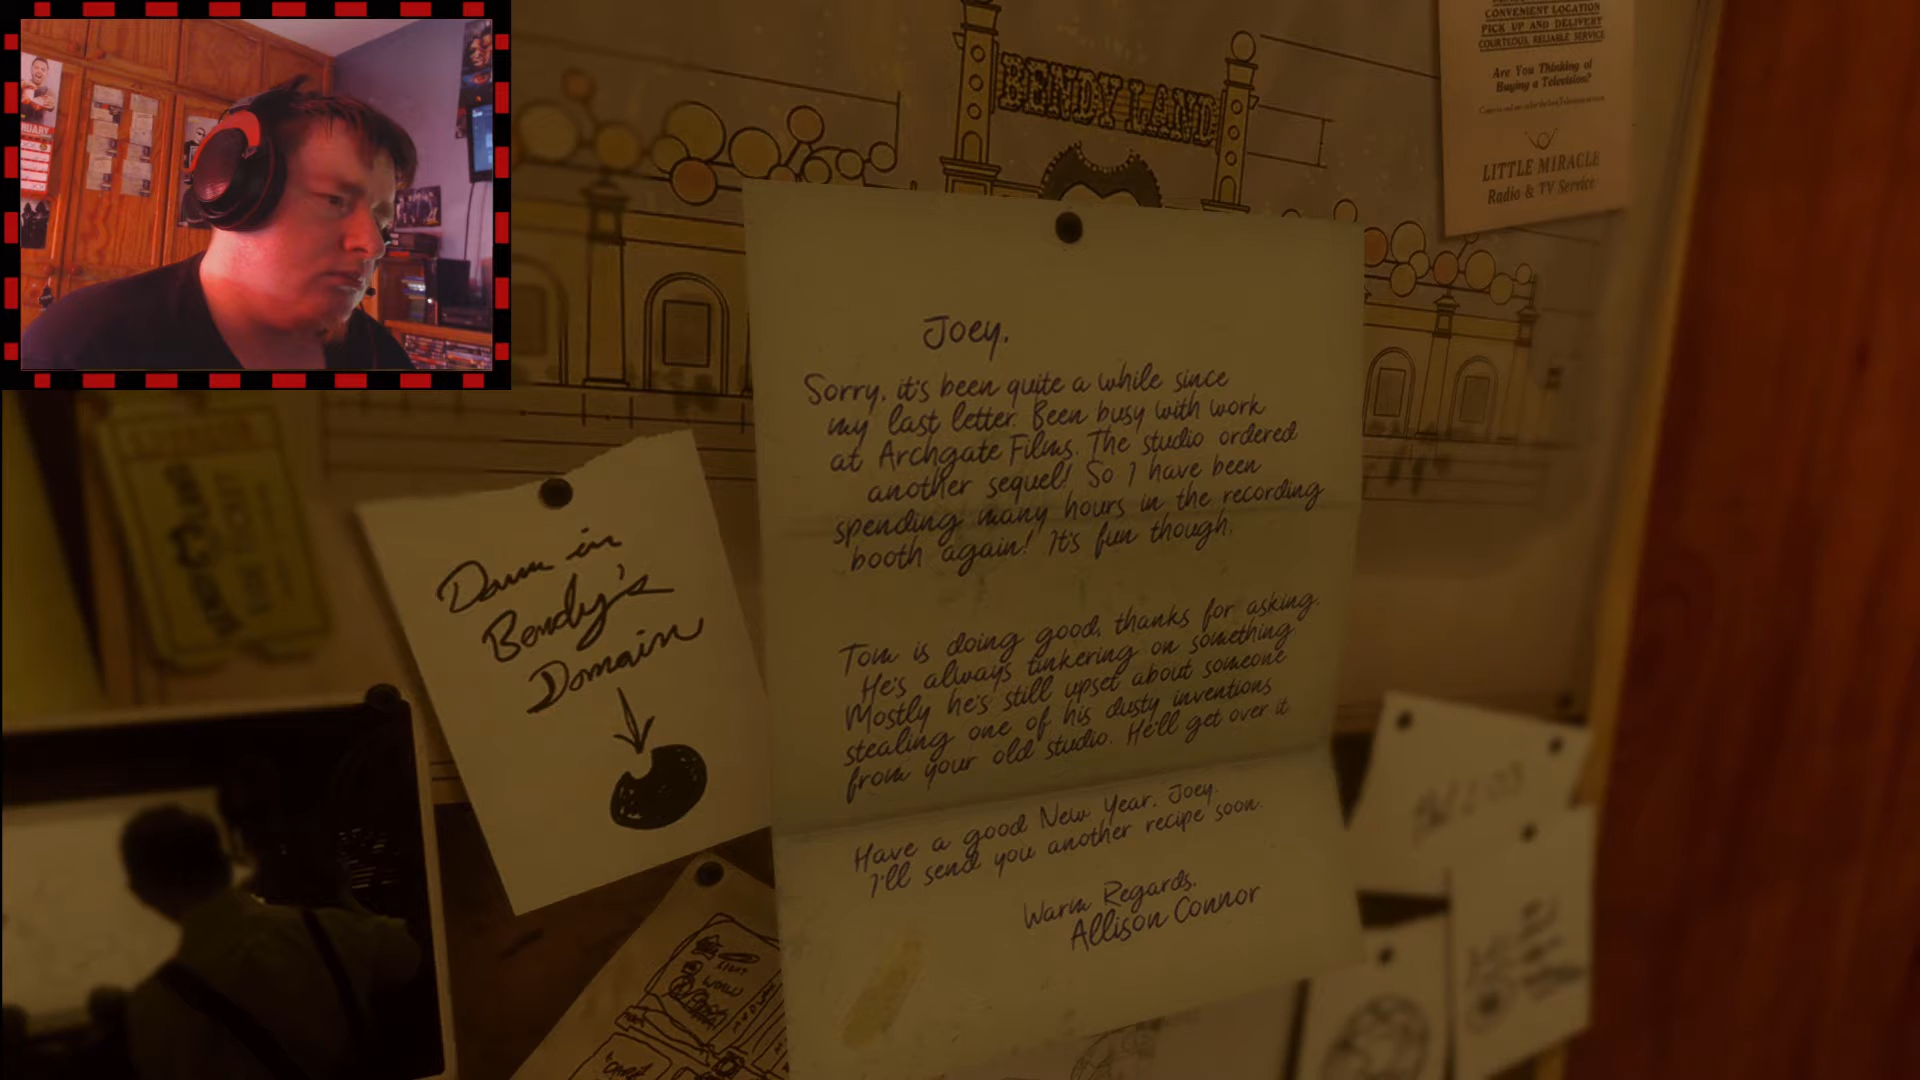 BENDY LAND
CONVENIENT LOCATION
PICK UP AND DELIVERY
COURTEOUS, RELIABLE SERVICE
Are You Thinking of
Buying a Television?
LITTLE MIRACLE
Radio & TV Service
Joey,
Sorry, it's been quite a while since
my last letter. Been busy with work
at Archgate Films. The studio ordered
another sequel! So I have been
spending many hours in the recording
booth again! It's fun though.
Tom is doing good, thanks for asking.
He's always tinkering on something.
Mostly he's still upset about someone
stealing one of his dusty inventions
from your old studio. He'll get over it.
Have a good New Year, Joey.
I'll send you another recipe soon.
Warm Regards,
Allison Connor
Down in
Bendy's
Domain